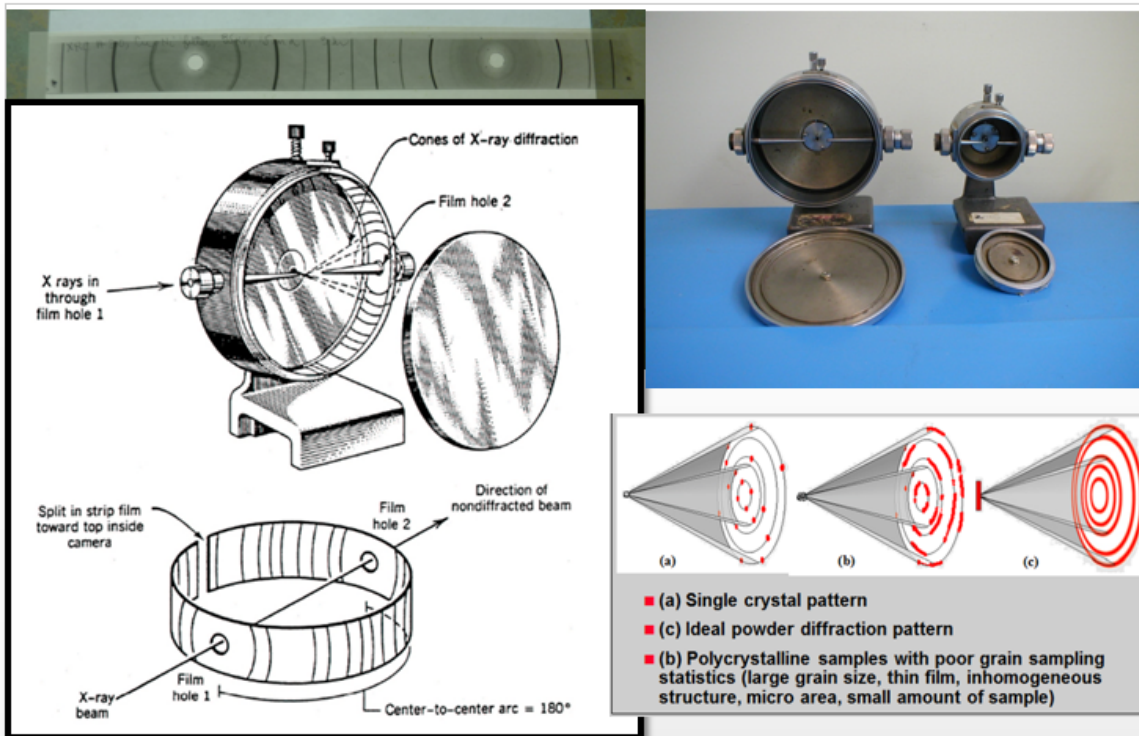 Cones of X-ray diffraction
Film hole 2
X rays in
through
film hole 1
Split in strip film
toward top inside
camera
Direction of
nondiffracted beam
Film
hole 2
X-ray
beam
Film
hole 1
Center-to-center arc = 180°
(a)
(b)
(c)
(a) Single crystal pattern
(c) Ideal powder diffraction pattern
(b) Polycrystalline samples with poor grain sampling
statistics (large grain size, thin film, inhomogeneous
structure, micro area, small amount of sample)